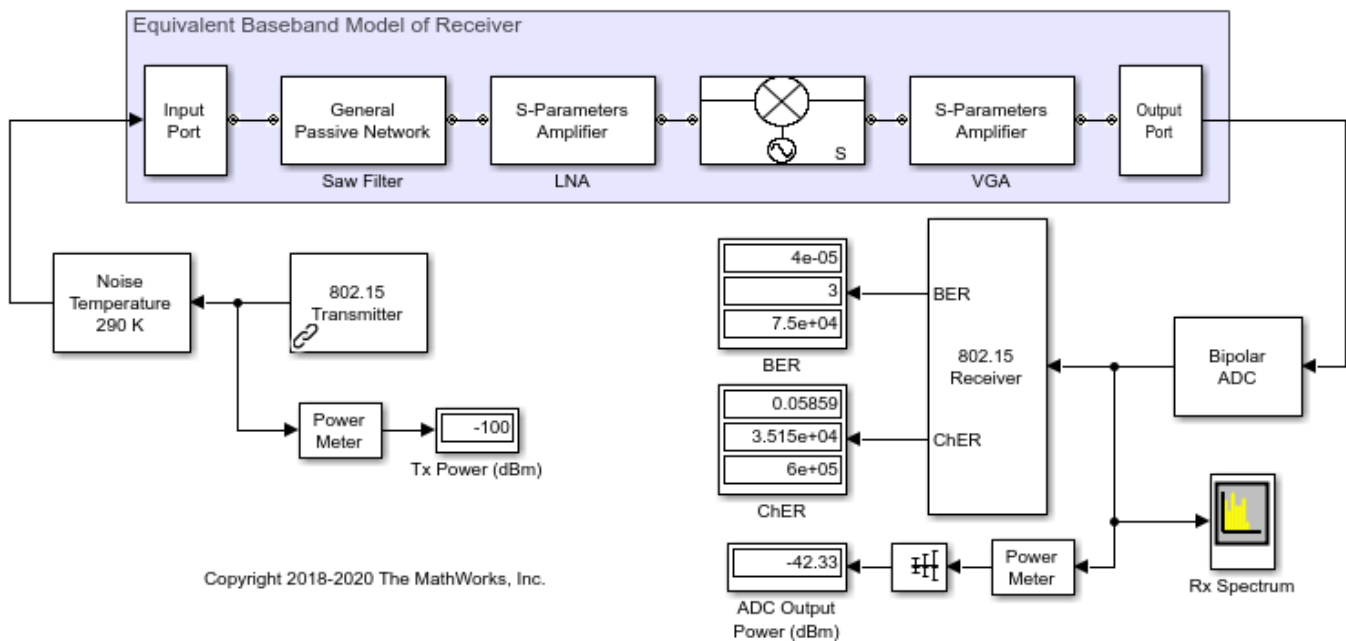 Equivalent Baseband Model of Receiver
Input
Port
General
Passive Network
Saw Filter
S-Parameters
Amplifier
LNA
S
S-Parameters
Amplifier
VGA
Output
Port
Noise
Temperature
290 K
802.15
Transmitter
Power
Meter
-100
Tx Power (dBm)
4e-05
3
7.5e+04
BER
0.05859
3.515e+04
6e+05
ChER
BER
802.15
Receiver
ChER
Bipolar
ADC
-42.33
ADC Output
Power (dBm)
Power
Meter
Rx Spectrum
Copyright 2018-2020 The MathWorks, Inc.